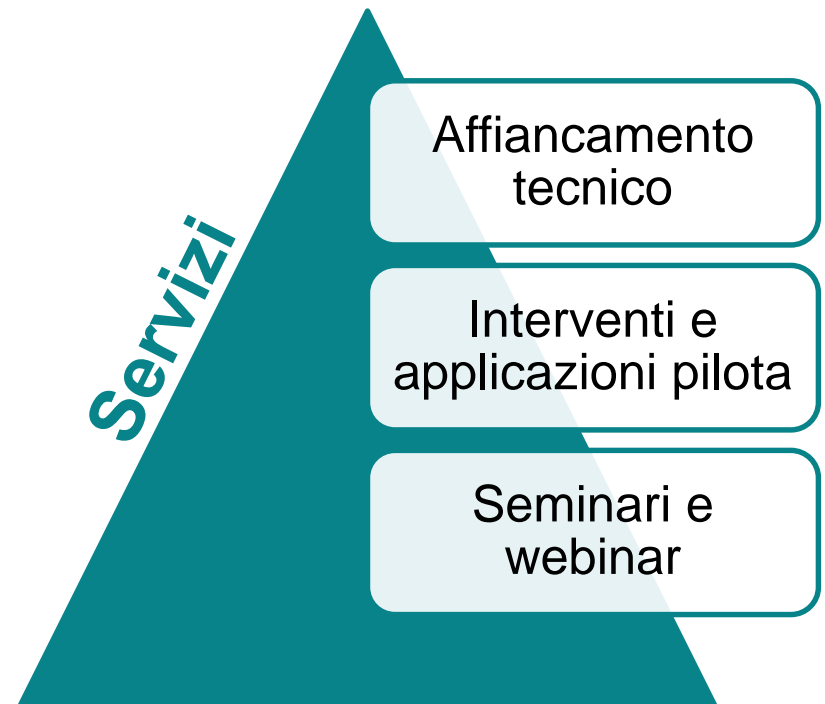 Servizi
Affiancamento
tecnico
Interventi e
applicazioni pilota
Seminari e
webinar